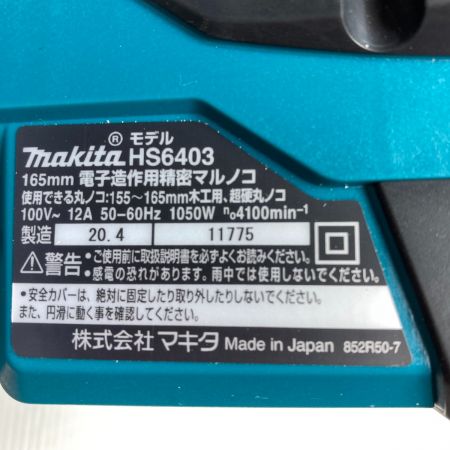 ® モデル
makita HS6403
165mm 電子造作用精密マルノコ
使用できる丸ノコ:155～165mm木工用、超硬丸ノコ
100V～ 12A 50-60Hz 1050W n₀4100min⁻¹
製造 20.4 11775
⚠警告 •ご使用前に取扱説明書を必ずよくお読みください。
•感電の恐れがあります。雨中では使用しないでください。
•安全カバーは、絶対に固定したり取り外したりしないでください。
また、円滑に動く事を確認してください。
株式会社 マキタ Made in Japan 852R50-7